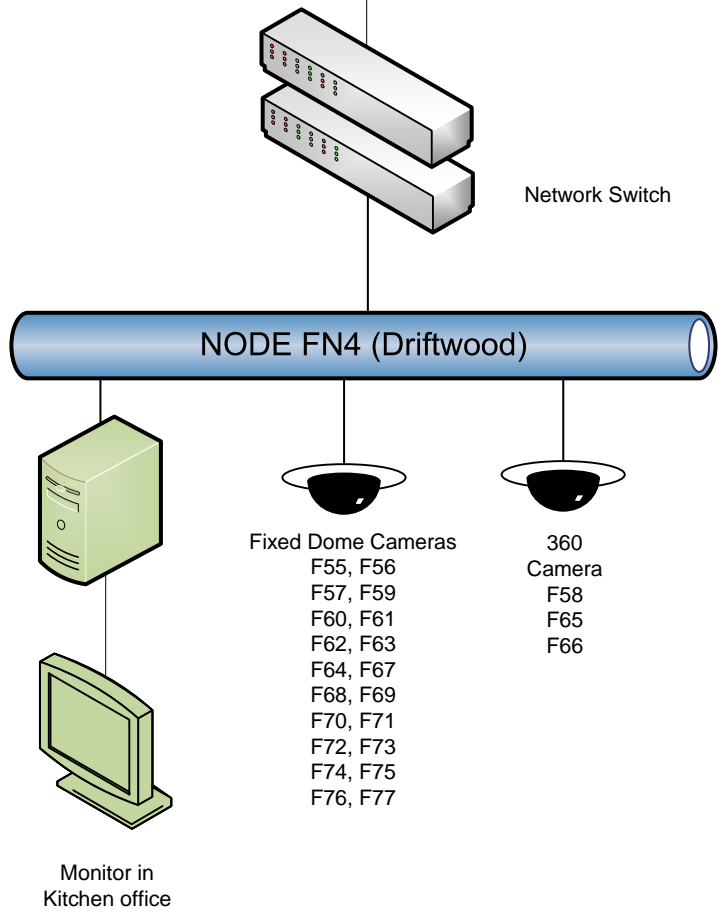 Network Switch
NODE FN4 (Driftwood)
Fixed Dome Cameras
F55, F56
F57, F59
F60, F61
F62, F63
F64, F67
F68, F69
F70, F71
F72, F73
F74, F75
F76, F77
360
Camera
F58
F65
F66
Monitor in
Kitchen office